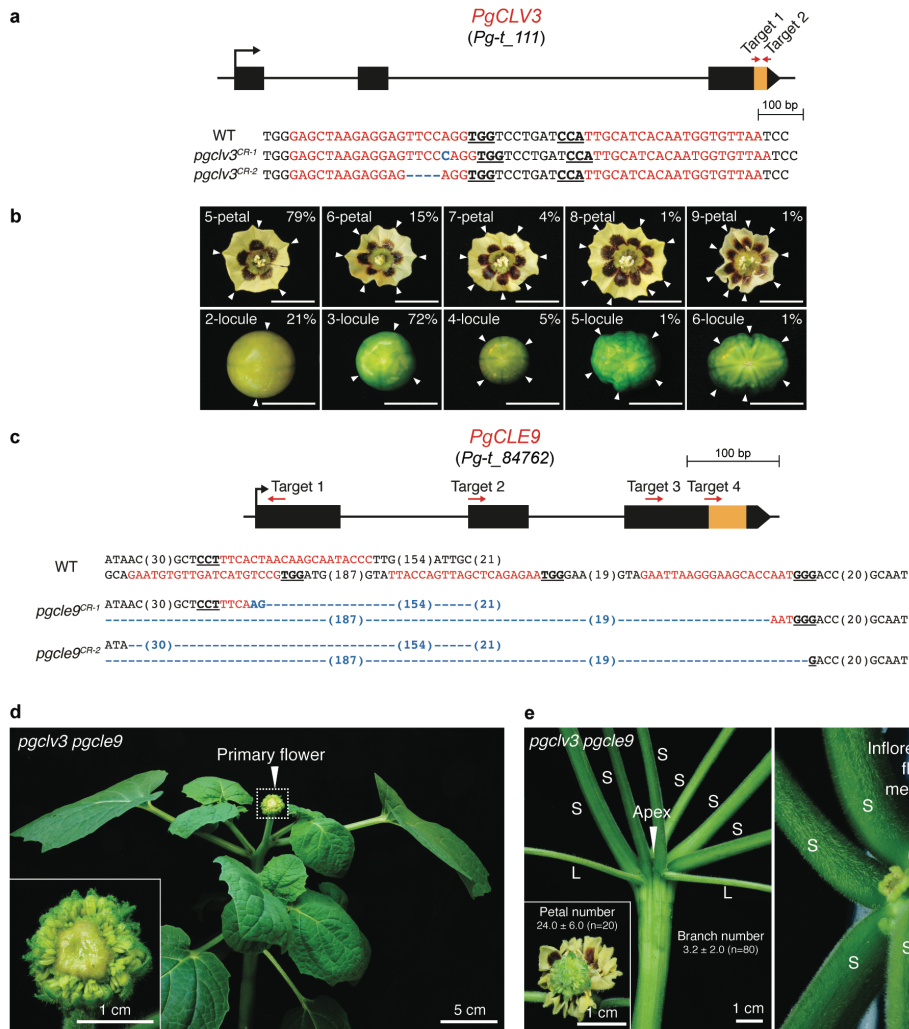 a
PgCLV3
(Pg-t_111)
Target 1
Target 2
100 bp
WT TGGGAGCTAAGAGGAGTTCCAGGTGGTCCTGATCCATTGCATCACAATGGTGTTAATCC
pgclv3CR-1 TGGGAGCTAAGAGGAGTTCCCAGGTGGTCCTGATCCATTGCATCACAATGGTGTTAATCC
pgclv3CR-2 TGGGAGCTAAGAGGAG----AGGTGGTCCTGATCCATTGCATCACAATGGTGTTAATCC
b
5-petal 79% 6-petal 15% 7-petal 4% 8-petal 1% 9-petal 1%
2-locule 21% 3-locule 72% 4-locule 5% 5-locule 1% 6-locule 1%
c
PgCLE9
(Pg-t_84762)
100 bp
Target 1 Target 2 Target 3 Target 4
WT
ATAAC(30)GCTCCTTTCACTAACAAGCAATACCCTTG(154)ATTGC(21)
GCAGAATGTGTTGATCATGTCCGTGGATG(187)GTATTACCAGTTAGCTCAGAGAATGGGAA(19)GTAGAATTAAGGGAAGCACCAATGGGACC(20)GCAAT
pgcle9CR-1
ATAAC(30)GCTCCTTTCAAG----------------(154)------(21)
---------------------------(187)-------------------------------(19)--------------------AATGGGACC(20)GCAAT
pgcle9CR-2
ATA--(30)----------------------------(154)------(21)
---------------------------(187)-------------------------------(19)-------------------------GACC(20)GCAAT
d
pgclv3 pgcle9
Primary flower
1 cm
5 cm
e
pgclv3 pgcle9
S
S
S
S
S
S
Apex
L
L
Petal number
24.0 ± 6.0 (n=20)
Branch number
3.2 ± 2.0 (n=80)
1 cm
1 cm
Inflore
fl
me
S
S
S
S